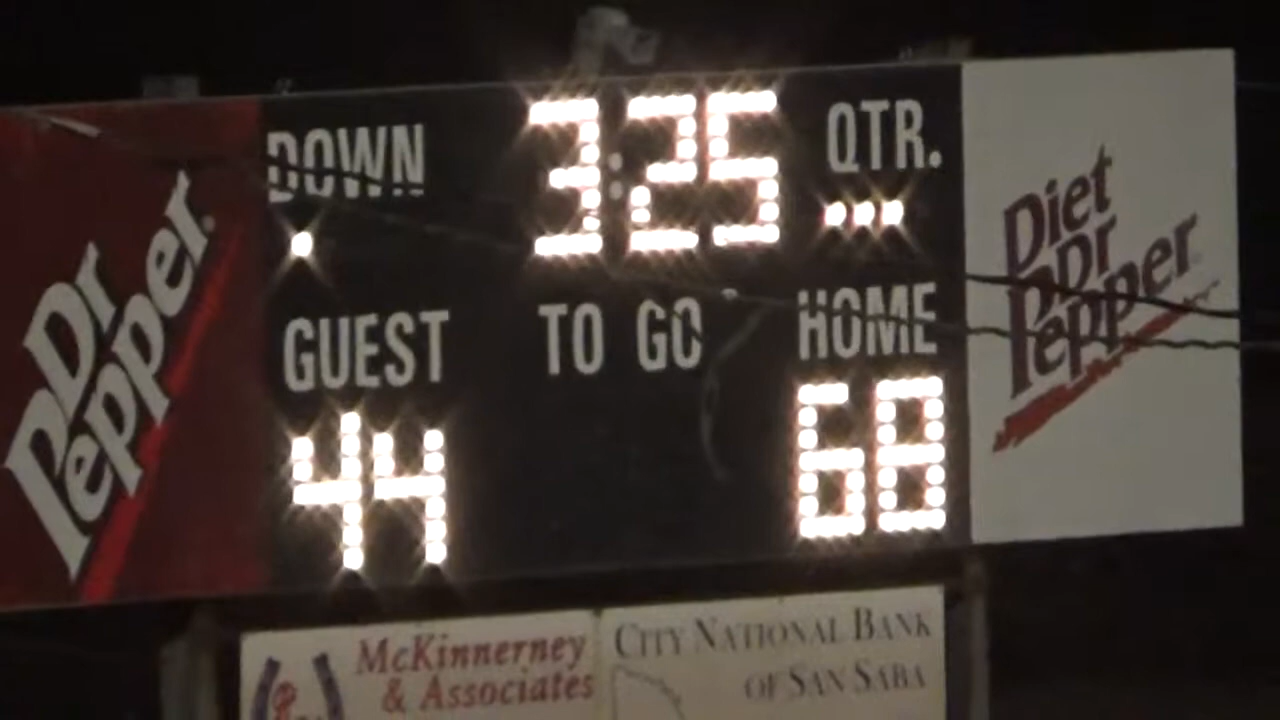 DOWN 3:25 QTR.
GUEST TO GO HOME
44 68
Dr Pepper
Diet Dr Pepper
McKinnerney & Associates
City National Bank of San Saba